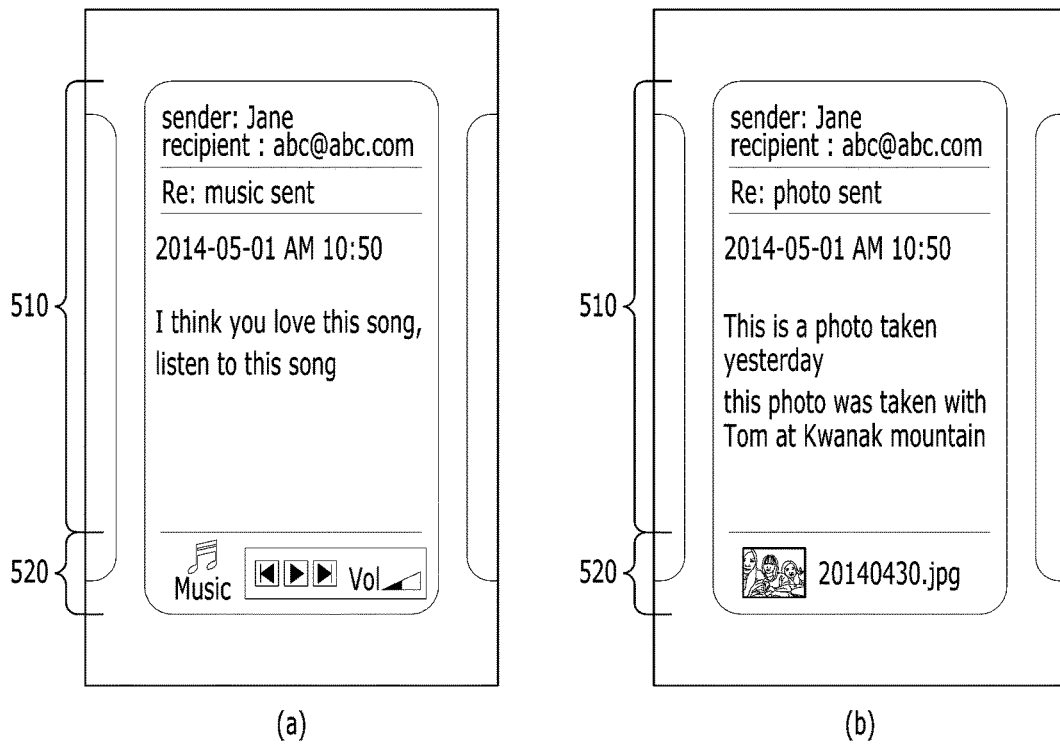 510
520
sender: Jane
recipient : abc@abc.com
Re: music sent
2014-05-01 AM 10:50
I think you love this song,
listen to this song
Music
Vol
(a)
510
520
sender: Jane
recipient : abc@abc.com
Re: photo sent
2014-05-01 AM 10:50
This is a photo taken
yesterday
this photo was taken with
Tom at Kwanak mountain
20140430.jpg
(b)